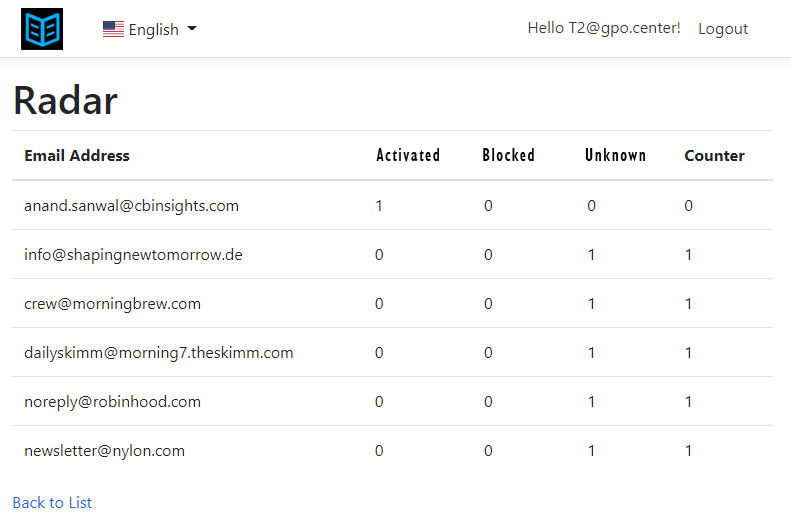 English Hello T2@gpo.center! Logout
Radar
Email Address Activated Blocked Unknown Counter
anand.sanwal@cbinsights.com 1 0 0 0
info@shapingnewtomorrow.de 0 0 1 1
crew@morningbrew.com 0 0 1 1
dailyskimm@morning7.theskimm.com 0 0 1 1
noreply@robinhood.com 0 0 1 1
newsletter@nylon.com 0 0 1 1
Back to List